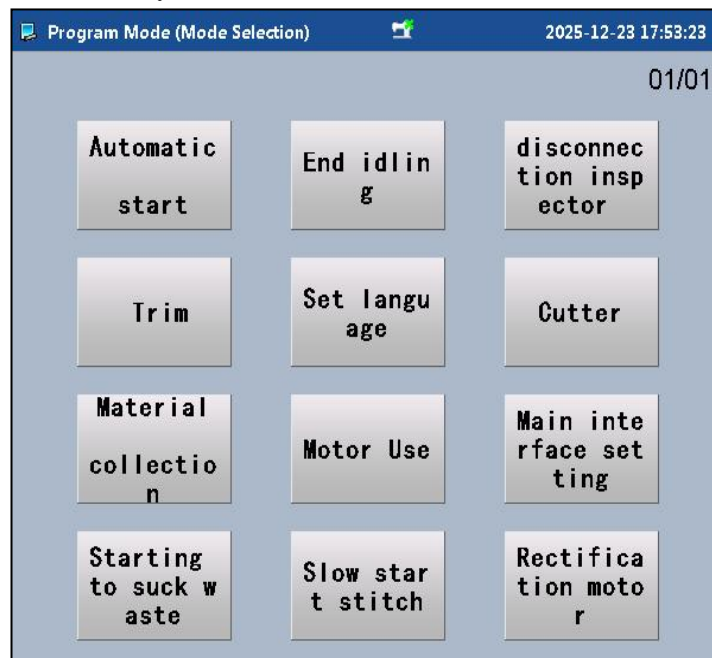 Program Mode (Mode Selection) 2025-12-23 17:53:23
01/01
Automatic
start
End idlin
g
disconnec
tion insp
ector
Trim
Set langu
age
Cutter
Material
collectio
n
Motor Use
Main inte
rface set
ting
Starting
to suck w
aste
Slow star
t stitch
Rectifica
tion moto
r